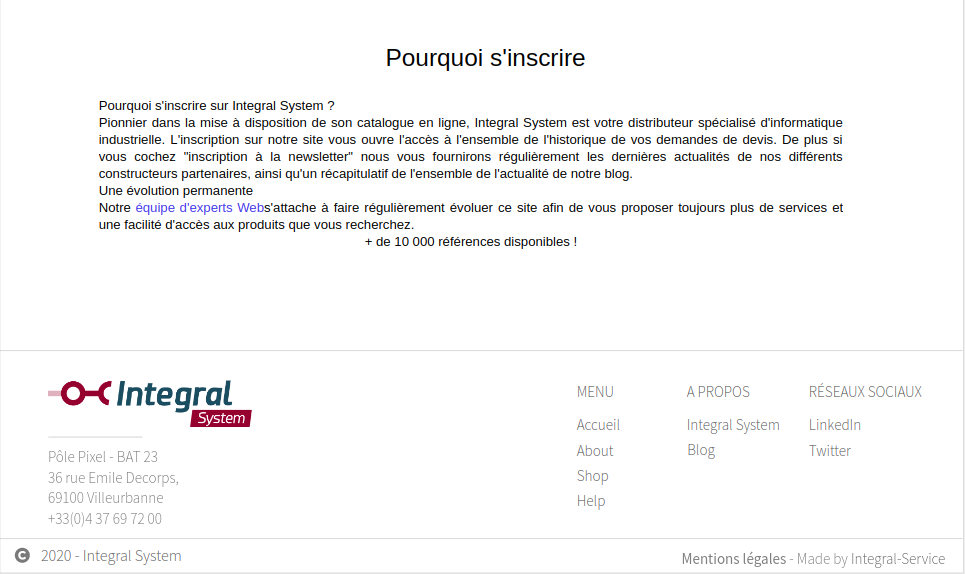 Pourquoi s'inscrire
Pourquoi s'inscrire sur Integral System ?
Pionnier dans la mise à disposition de son catalogue en ligne, Integral System est votre distributeur spécialisé d'informatique
industrielle. L'inscription sur notre site vous ouvre l'accès à l'ensemble de l'historique de vos demandes de devis. De plus si
vous cochez "inscription à la newsletter" nous vous fournirons régulièrement les dernières actualités de nos différents
constructeurs partenaires, ainsi qu'un récapitulatif de l'ensemble de l'actualité de notre blog.
Une évolution permanente
Notre équipe d'experts Webs'attache à faire régulièrement évoluer ce site afin de vous proposer toujours plus de services et
une facilité d'accès aux produits que vous recherchez.
+ de 10 000 références disponibles !
Integral
System
Pôle Pixel - BAT 23
36 rue Emile Decorps,
69100 Villeurbanne
+33(0)4 37 69 72 00
MENU
Accueil
About
Shop
Help
A PROPOS
Integral System
Blog
RÉSEAUX SOCIAUX
LinkedIn
Twitter
© 2020 - Integral System
Mentions légales - Made by Integral-Service